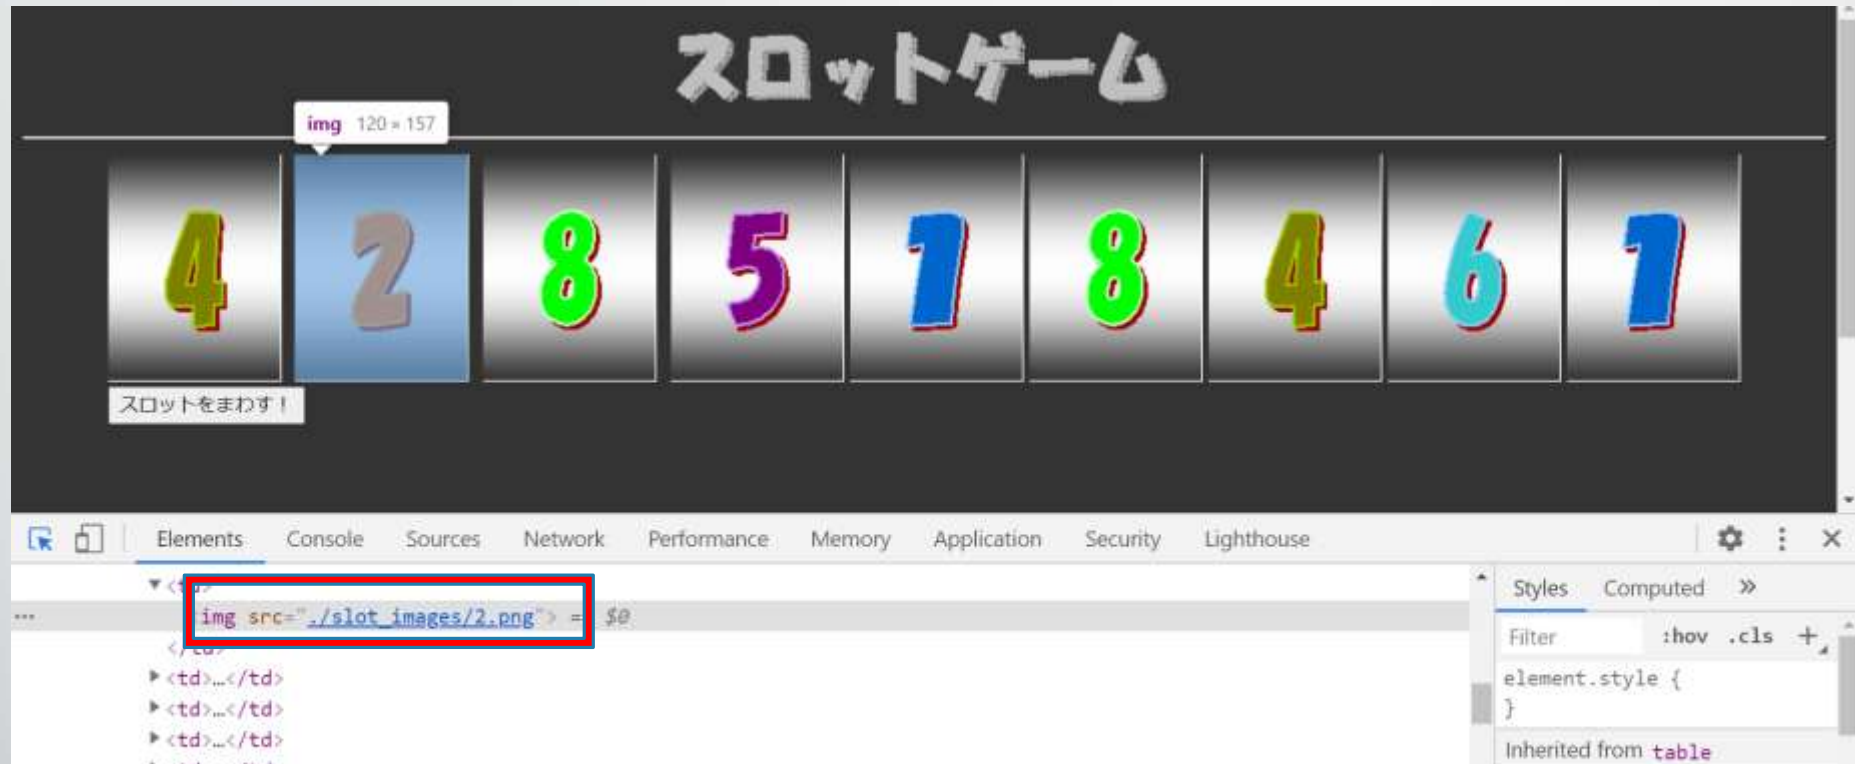 スロットゲーム
img 120 × 157
4 2 8 5 1 8 4 6 1
スロットをまわす！
Elements Console Sources Network Performance Memory Application Security Lighthouse
Styles Computed »
img src="./slot_images/2.png"> = $0
Filter :hov .cls +
<td>…</td>
element.style {
<td>…</td>
}
<td>…</td>
Inherited from table